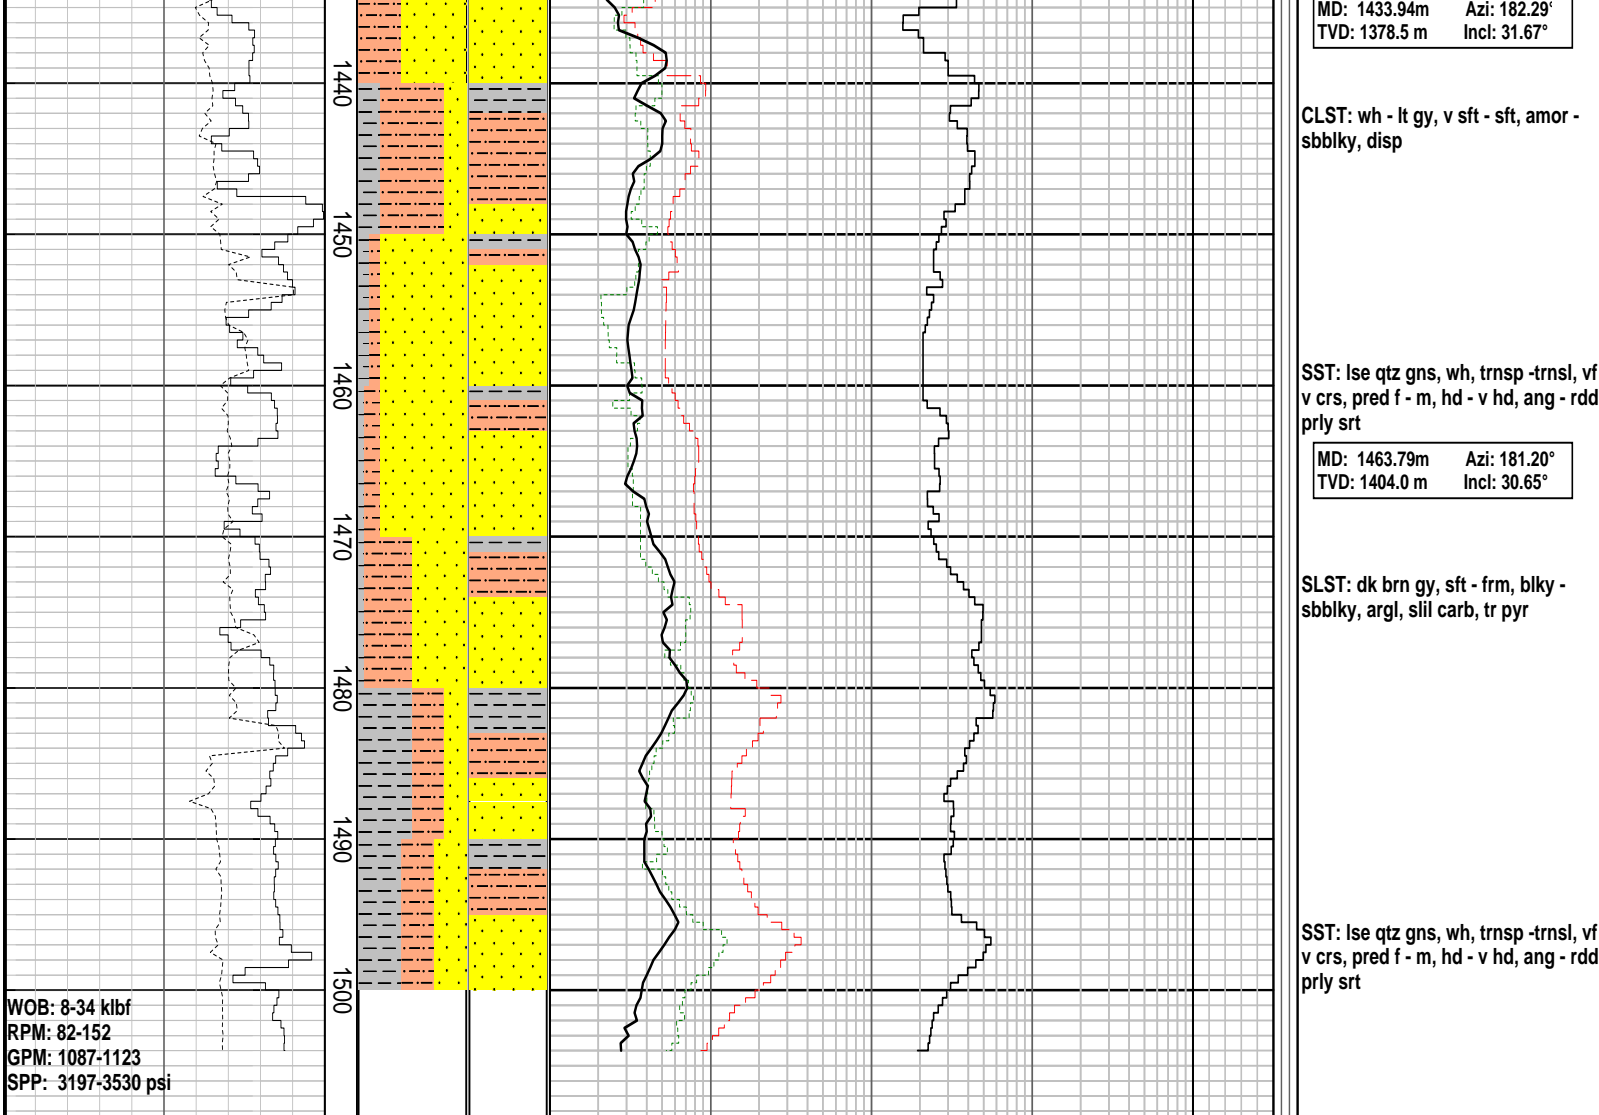 MD: 1433.94m Azi: 182.29°
TVD: 1378.5 m Incl: 31.67°
1440
CLST: wh - lt gy, v sft - sft, amor -
sbblky, disp
1450
SST: lse qtz gns, wh, trnsp -trnsl, vf
v crs, pred f - m, hd - v hd, ang - rdd
prly srt
1460
MD: 1463.79m Azi: 181.20°
TVD: 1404.0 m Incl: 30.65°
1470
SLST: dk brn gy, sft - frm, blky -
sbblky, argl, slil carb, tr pyr
1480
1490
SST: lse qtz gns, wh, trnsp -trnsl, vf
v crs, pred f - m, hd - v hd, ang - rdd
prly srt
1500
WOB: 8-34 klbf
RPM: 82-152
GPM: 1087-1123
SPP: 3197-3530 psi